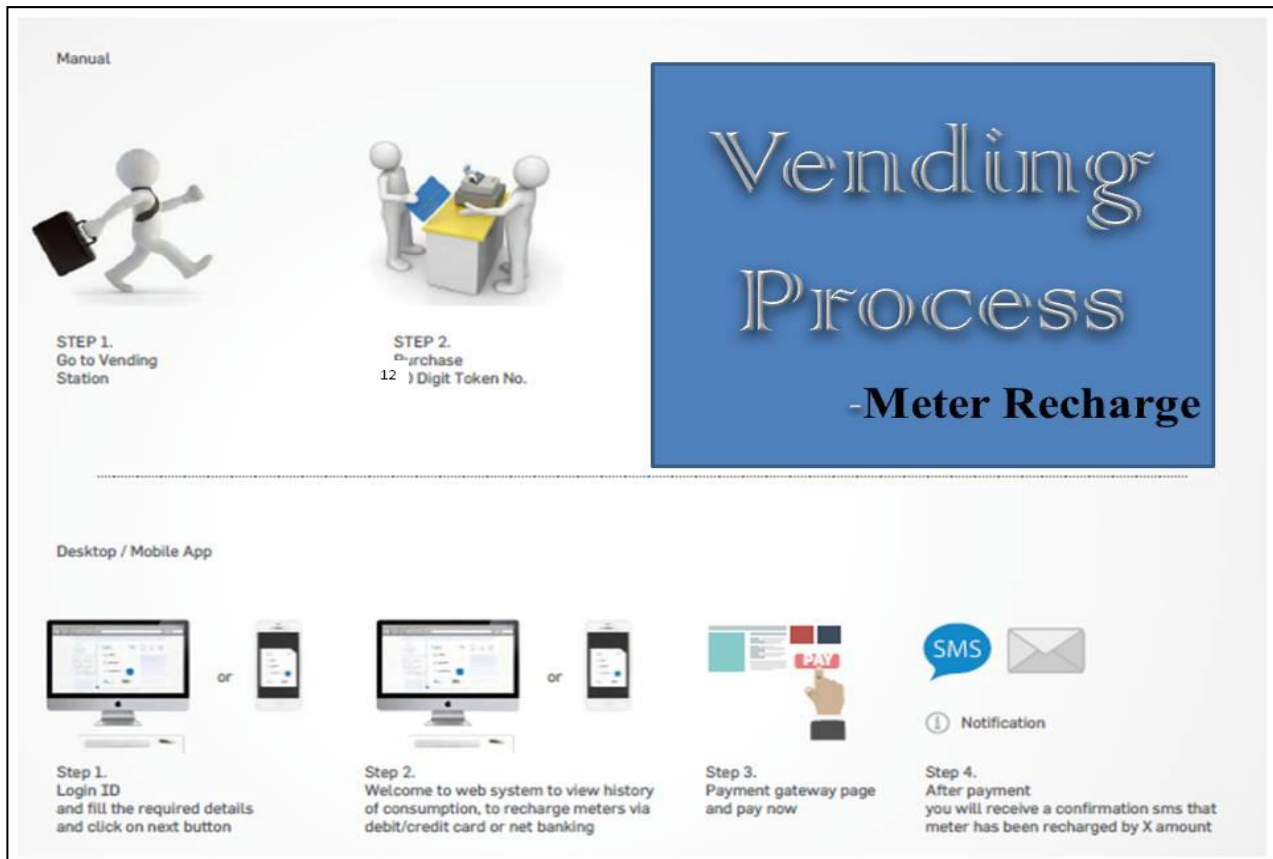 Manual
Vending
Process
-Meter Recharge
STEP 1.
Go to Vending
Station
STEP 2.
Purchase
12 0 Digit Token No.
Desktop / Mobile App
or
or
PAY
SMS
Notification
Step 1.
Login ID
and fill the required details
and click on next button
Step 2.
Welcome to web system to view history
of consumption, to recharge meters via
debit/credit card or net banking
Step 3.
Payment gateway page
and pay now
Step 4.
After payment
you will receive a confirmation sms that
meter has been recharged by X amount